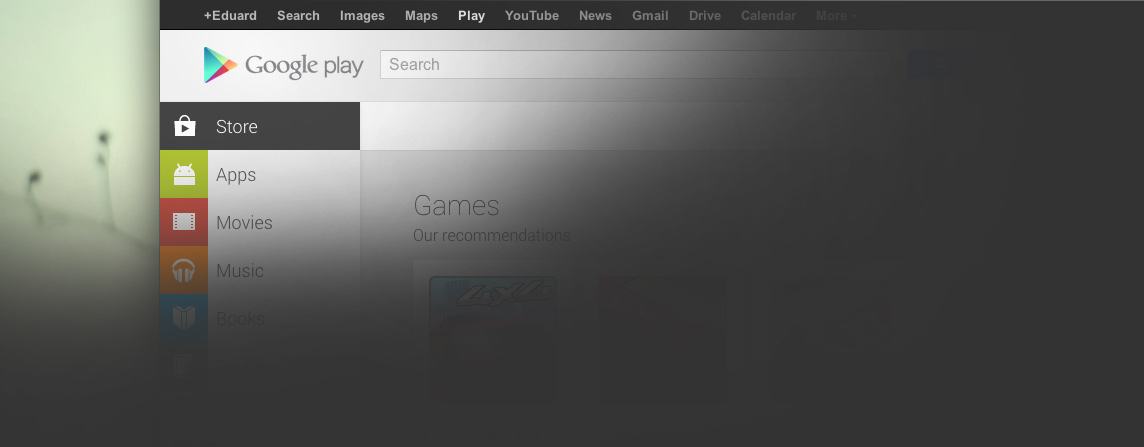 +Eduard Search Images Maps Play YouTube News Gmail Drive Calendar More
Google play Search
Store
Apps
Movies
Music
Books
Games
Our recommendations